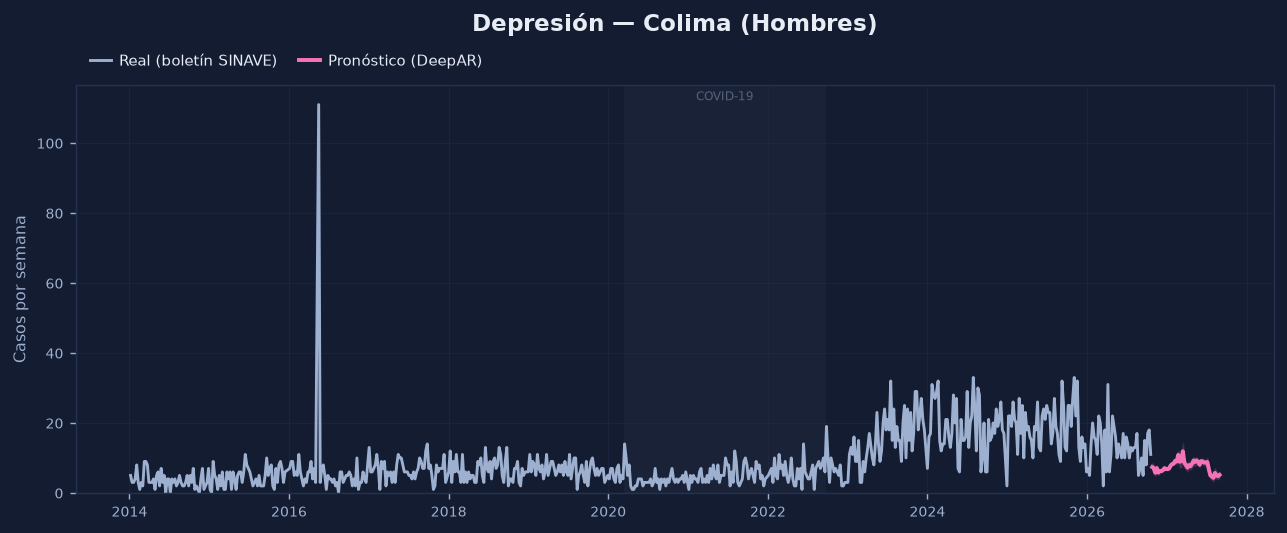 Depresión — Colima (Hombres)
Real (boletín SINAVE)
Pronóstico (DeepAR)
COVID-19
Casos por semana
100
80
60
40
20
0
2014
2016
2018
2020
2022
2024
2026
2028